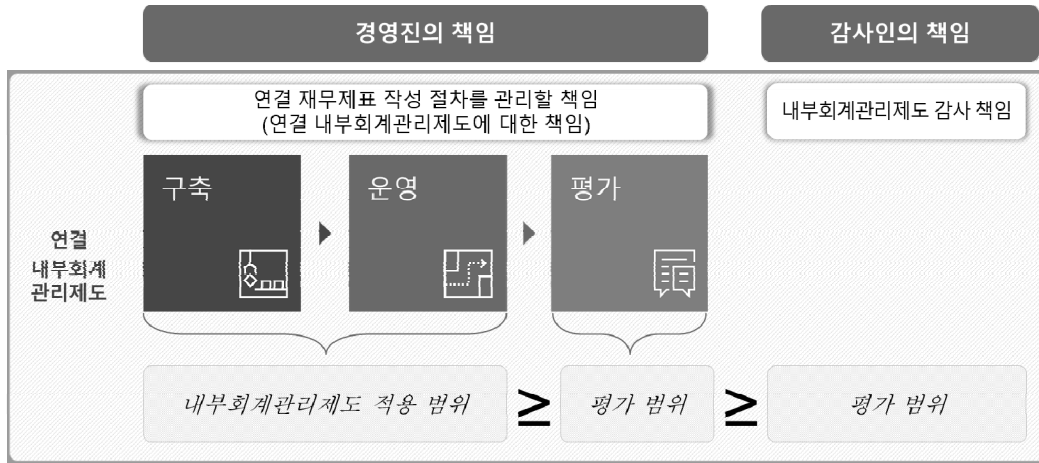 경영진의 책임
감사인의 책임
연결 재무제표 작성 절차를 관리할 책임
(연결 내부회계관리제도에 대한 책임)
내부회계관리제도 감사 책임
구축
운영
평가
연결
내부회계
관리제도
내부회계관리제도 적용 범위
≥
평가 범위
≥
평가 범위